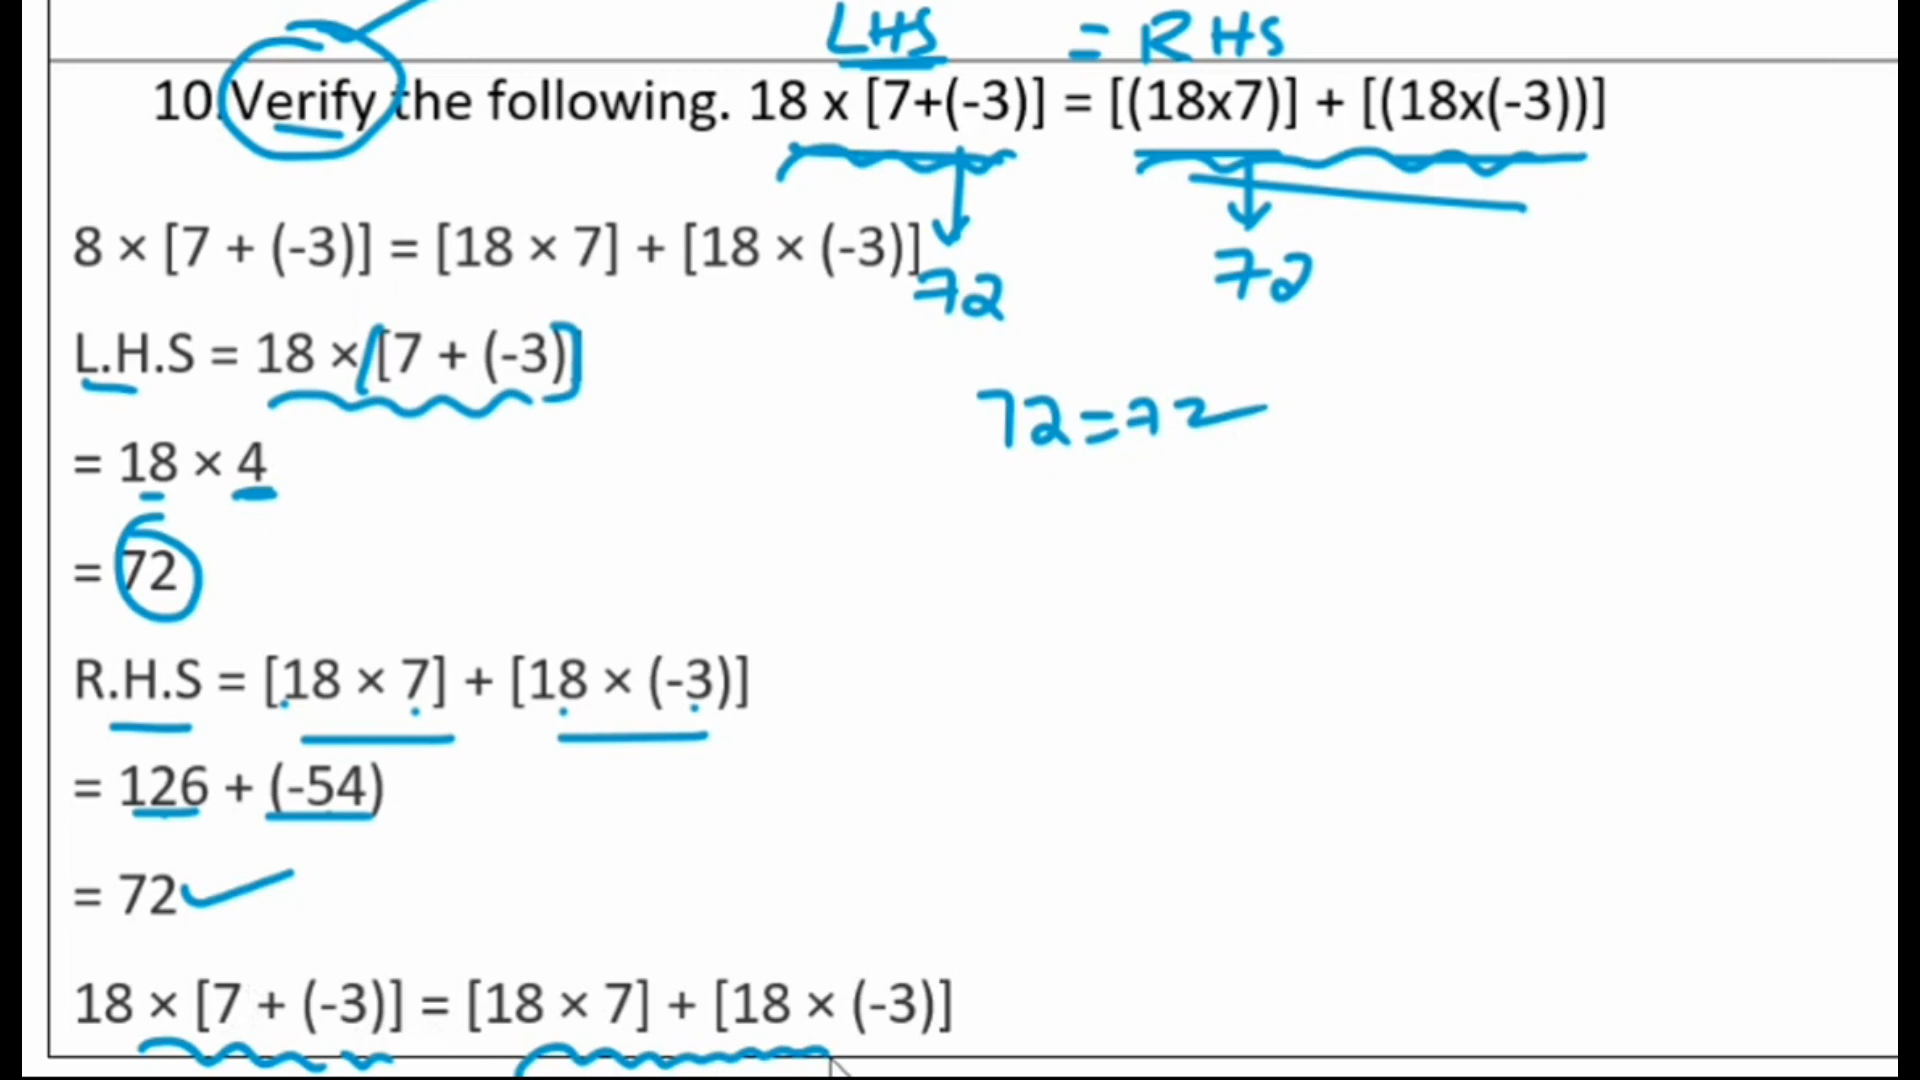 LHS = RHS
10. Verify the following. 18 x [7+(-3)] = [(18x7)] + [(18x(-3))]
8 × [7 + (-3)] = [18 × 7] + [18 × (-3)]
72 72
L.H.S = 18 × [7 + (-3)]
72=72
= 18 × 4
= 72
R.H.S = [18 × 7] + [18 × (-3)]
= 126 + (-54)
= 72
18 × [7 + (-3)] = [18 × 7] + [18 × (-3)]